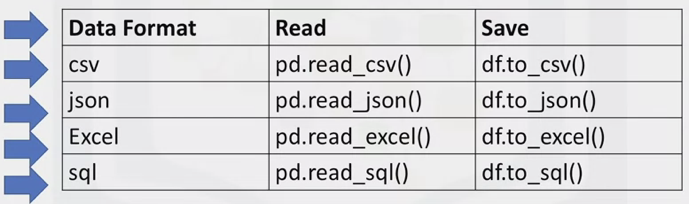 Data Format Read Save
csv pd.read_csv() df.to_csv()
json pd.read_json() df.to_json()
Excel pd.read_excel() df.to_excel()
sql pd.read_sql() df.to_sql()